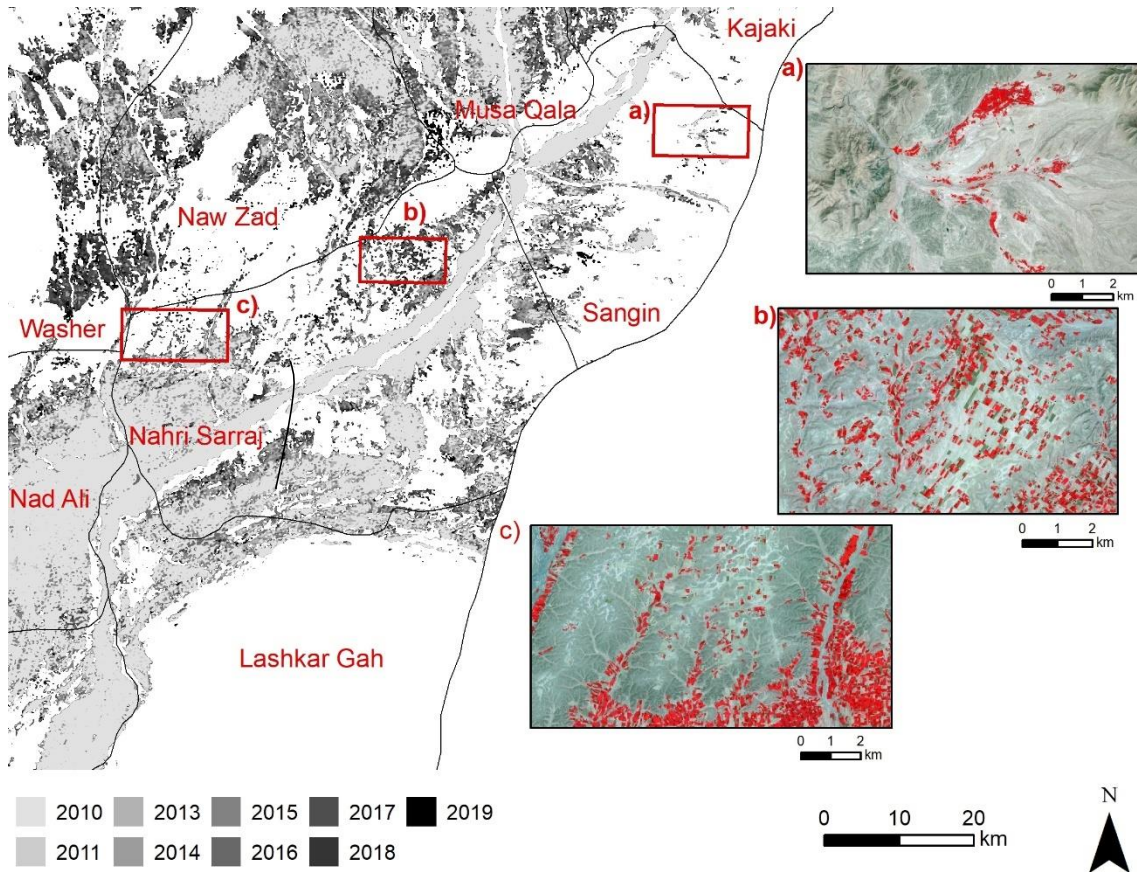 Kajaki
a)
Musa Qala
a)
Naw Zad
b)
0 1 2
km
c)
Sangin
b)
Washer
Nahri Sarraj
Nad Ali
c)
0 1 2
km
Lashkar Gah
0 1 2
km
2010 2013 2015 2017 2019
2011 2014 2016 2018
0 10 20
km
N